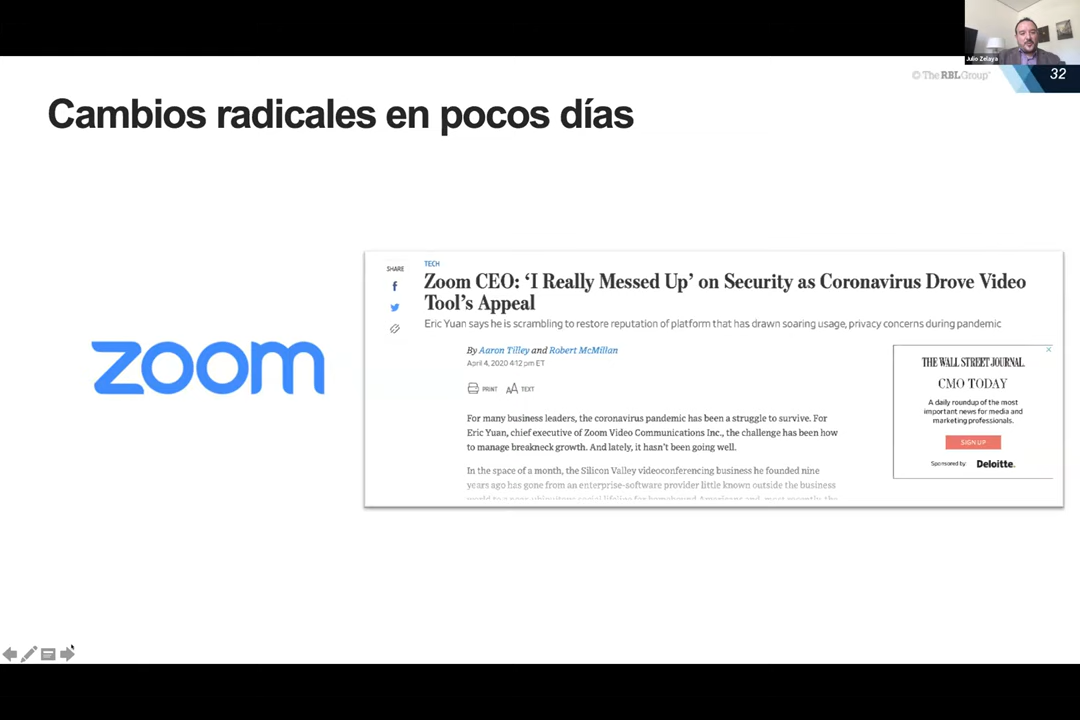 Julio Zelaya
© The RBL Group®
32
Cambios radicales en pocos días
zoom
SHARE
TECH
Zoom CEO: ‘I Really Messed Up’ on Security as Coronavirus Drove Video
Tool’s Appeal
Eric Yuan says he is scrambling to restore reputation of platform that has drawn soaring usage, privacy concerns during pandemic
By Aaron Tilley and Robert McMillan
April 4, 2020 4:12 pm ET
PRINT AA TEXT
For many business leaders, the coronavirus pandemic has been a struggle to survive. For
Eric Yuan, chief executive of Zoom Video Communications Inc., the challenge has been how
to manage breakneck growth. And lately, it hasn’t been going well.
In the space of a month, the Silicon Valley videoconferencing business he founded nine
years ago has gone from an enterprise-software provider little known outside the business
THE WALL STREET JOURNAL.
CMO TODAY
A daily roundup of the most
important news for media and
marketing professionals.
SIGN UP
Sponsored by: Deloitte.